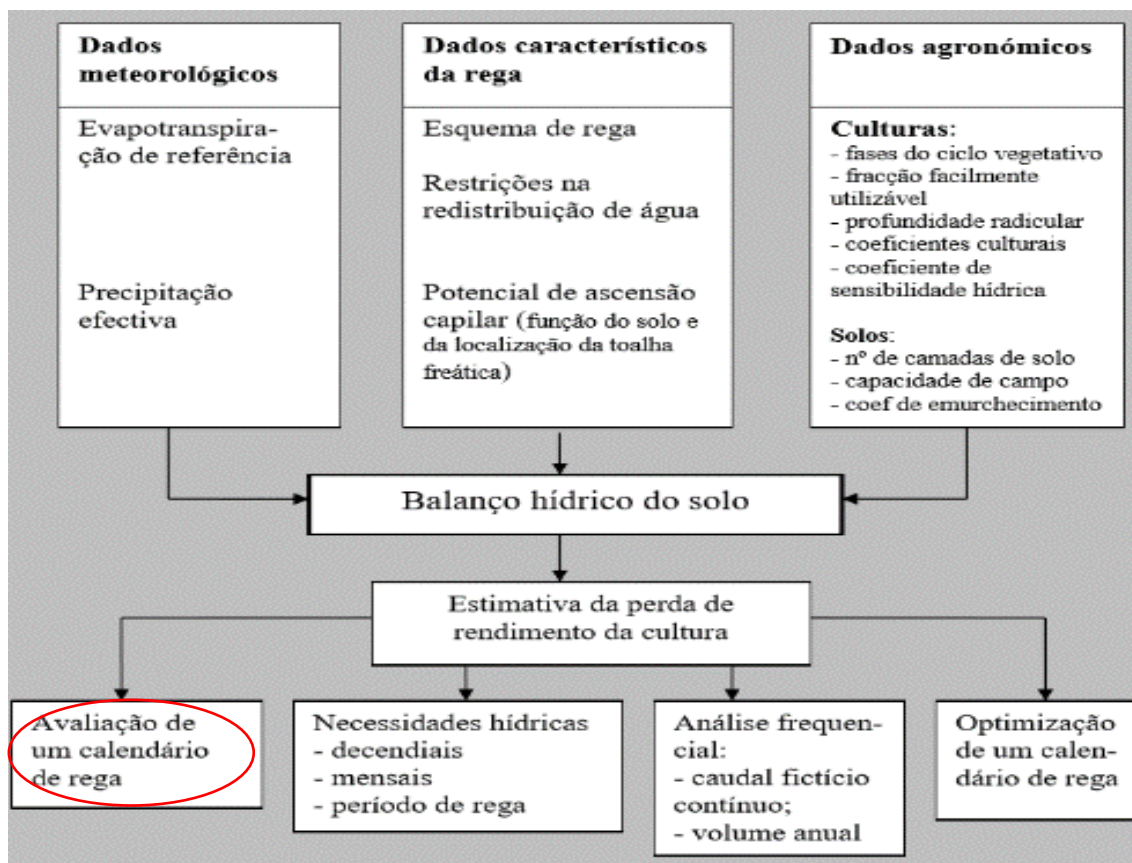 Dados
meteorológicos
Evapotranspira-
ção de referência
Precipitação
efectiva
Dados característicos
da rega
Esquema de rega
Restrições na
redistribuição de água
Potencial de ascensão
capilar (função do solo e
da localização da toalha
freática)
Dados agronómicos
Culturas:
- fases do ciclo vegetativo
- fracção facilmente
utilizável
- profundidade radicular
- coeficientes culturais
- coeficiente de
sensibilidade hídrica
Solos:
- nº de camadas de solo
- capacidade de campo
- coef de emurchecimento
Balanço hídrico do solo
Estimativa da perda de
rendimento da cultura
Avaliação de
um calendário
de rega
Necessidades hídricas
- decendiais
- mensais
- período de rega
Análise frequen-
cial:
- caudal fictício
contínuo;
- volume anual
Optimização
de um calen-
dário de rega